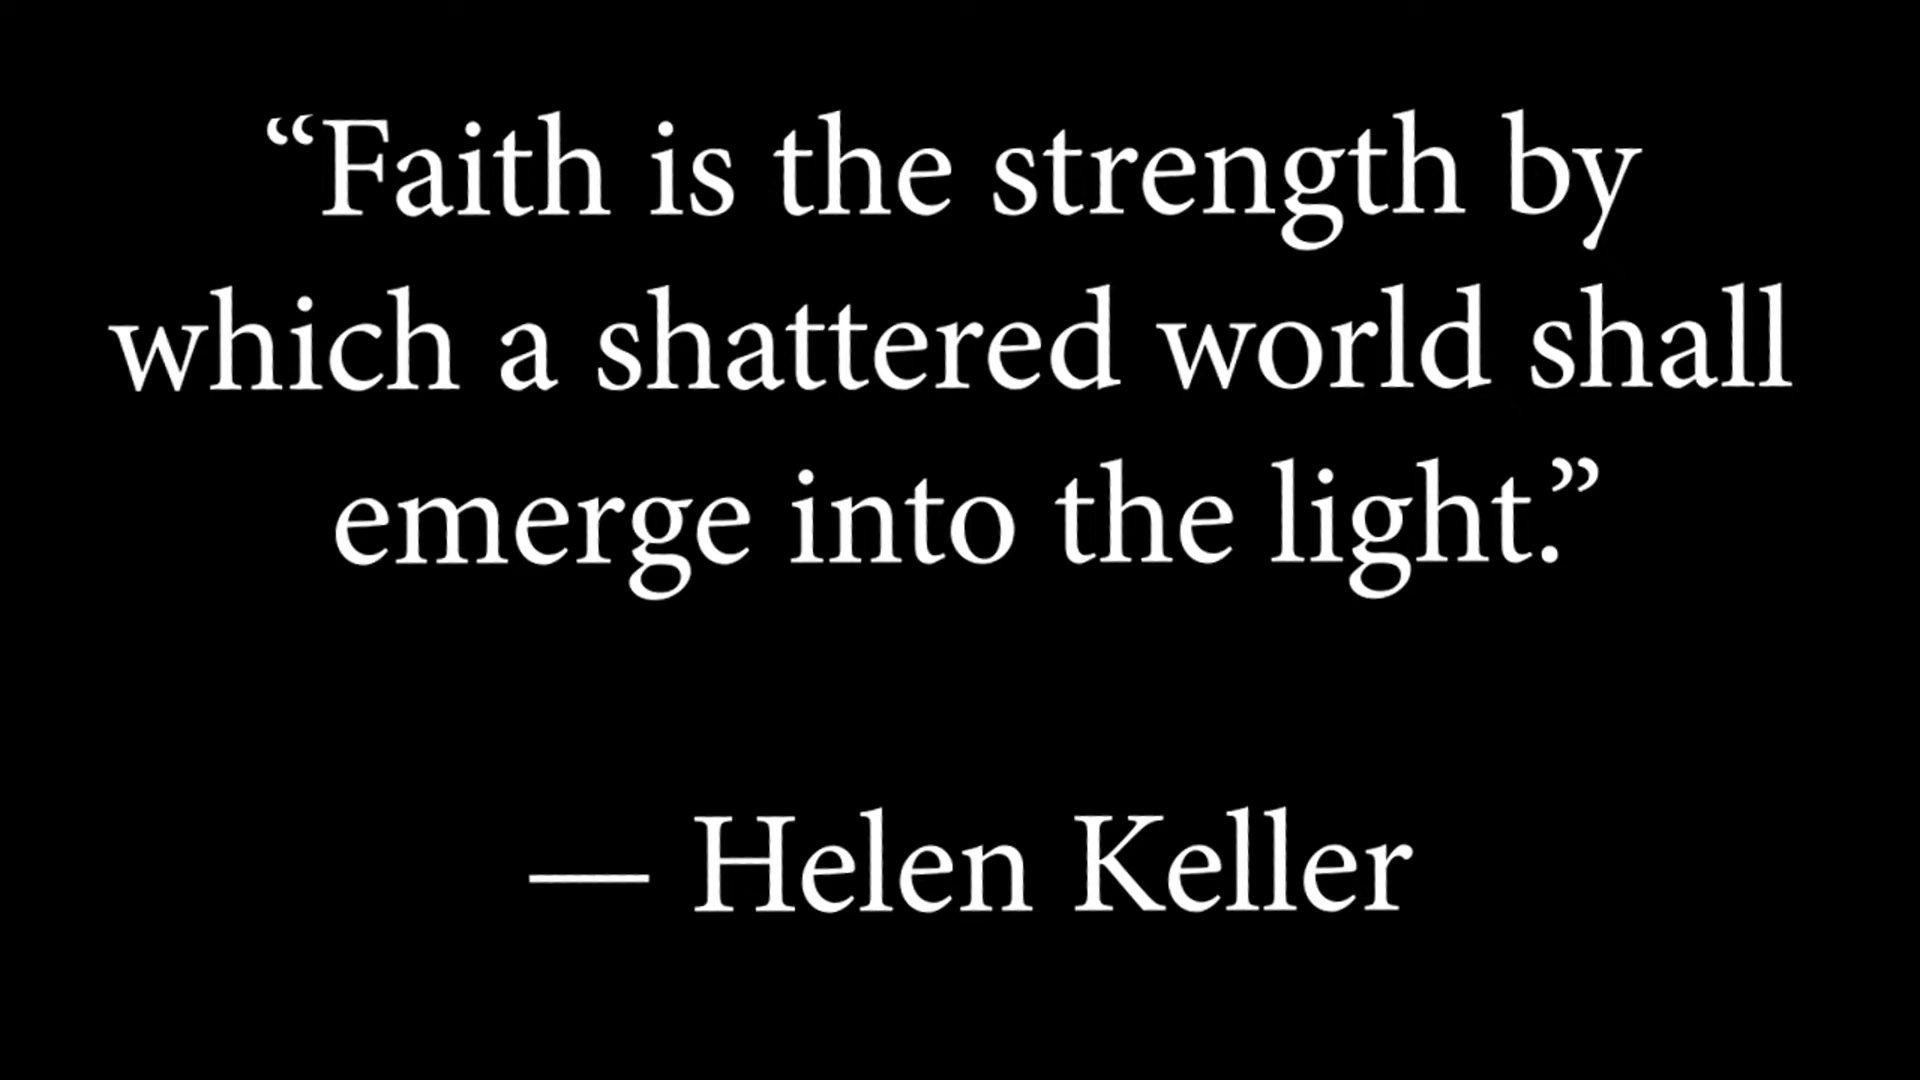 “Faith is the strength by
which a shattered world shall
emerge into the light.”
— Helen Keller